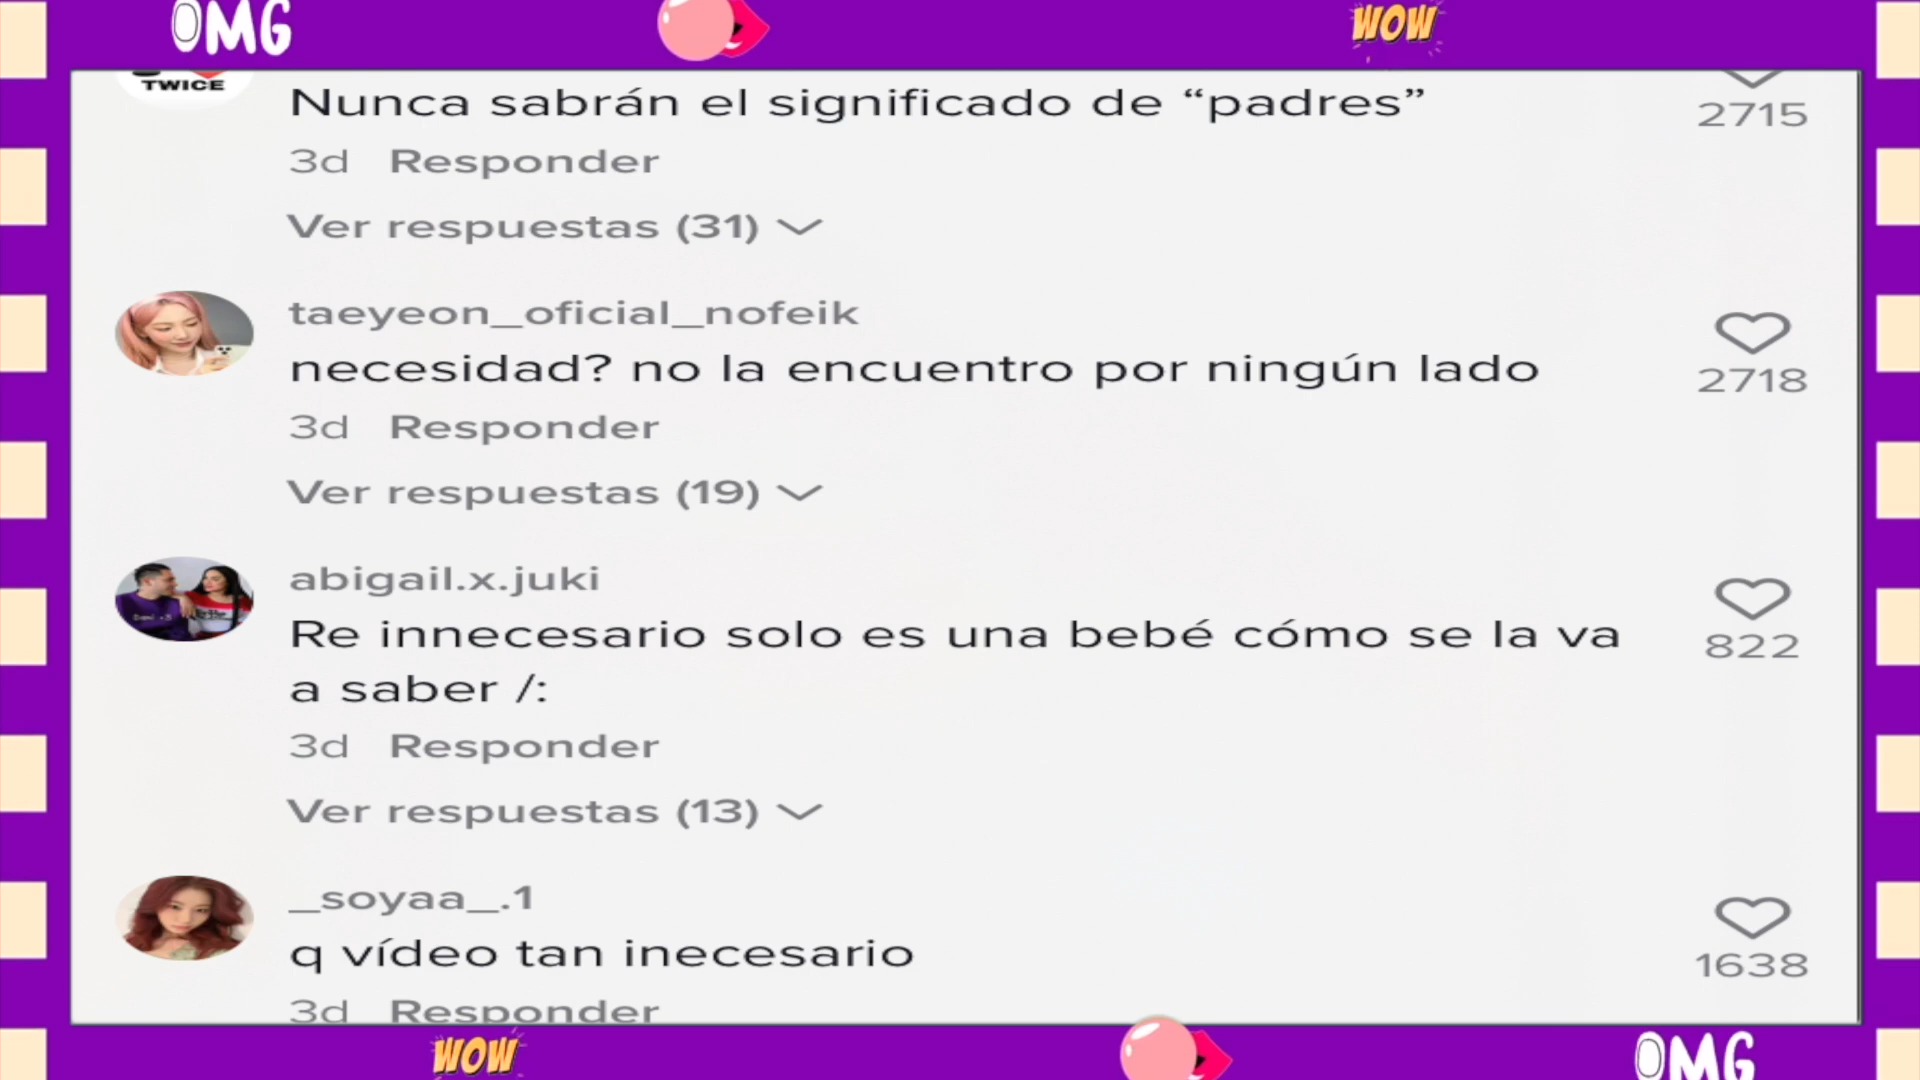 OMG
WOW
TWICE
Nunca sabrán el significado de “padres”
2715
3d Responder
Ver respuestas (31)
taeyeon_oficial_nofeik
necesidad? no la encuentro por ningún lado
2718
3d Responder
Ver respuestas (19)
abigail.x.juki
Re innecesario solo es una bebé cómo se la va
a saber /:
822
3d Responder
Ver respuestas (13)
_soyaa_.1
q vídeo tan inecesario
1638
3d Responder
WOW
OMG